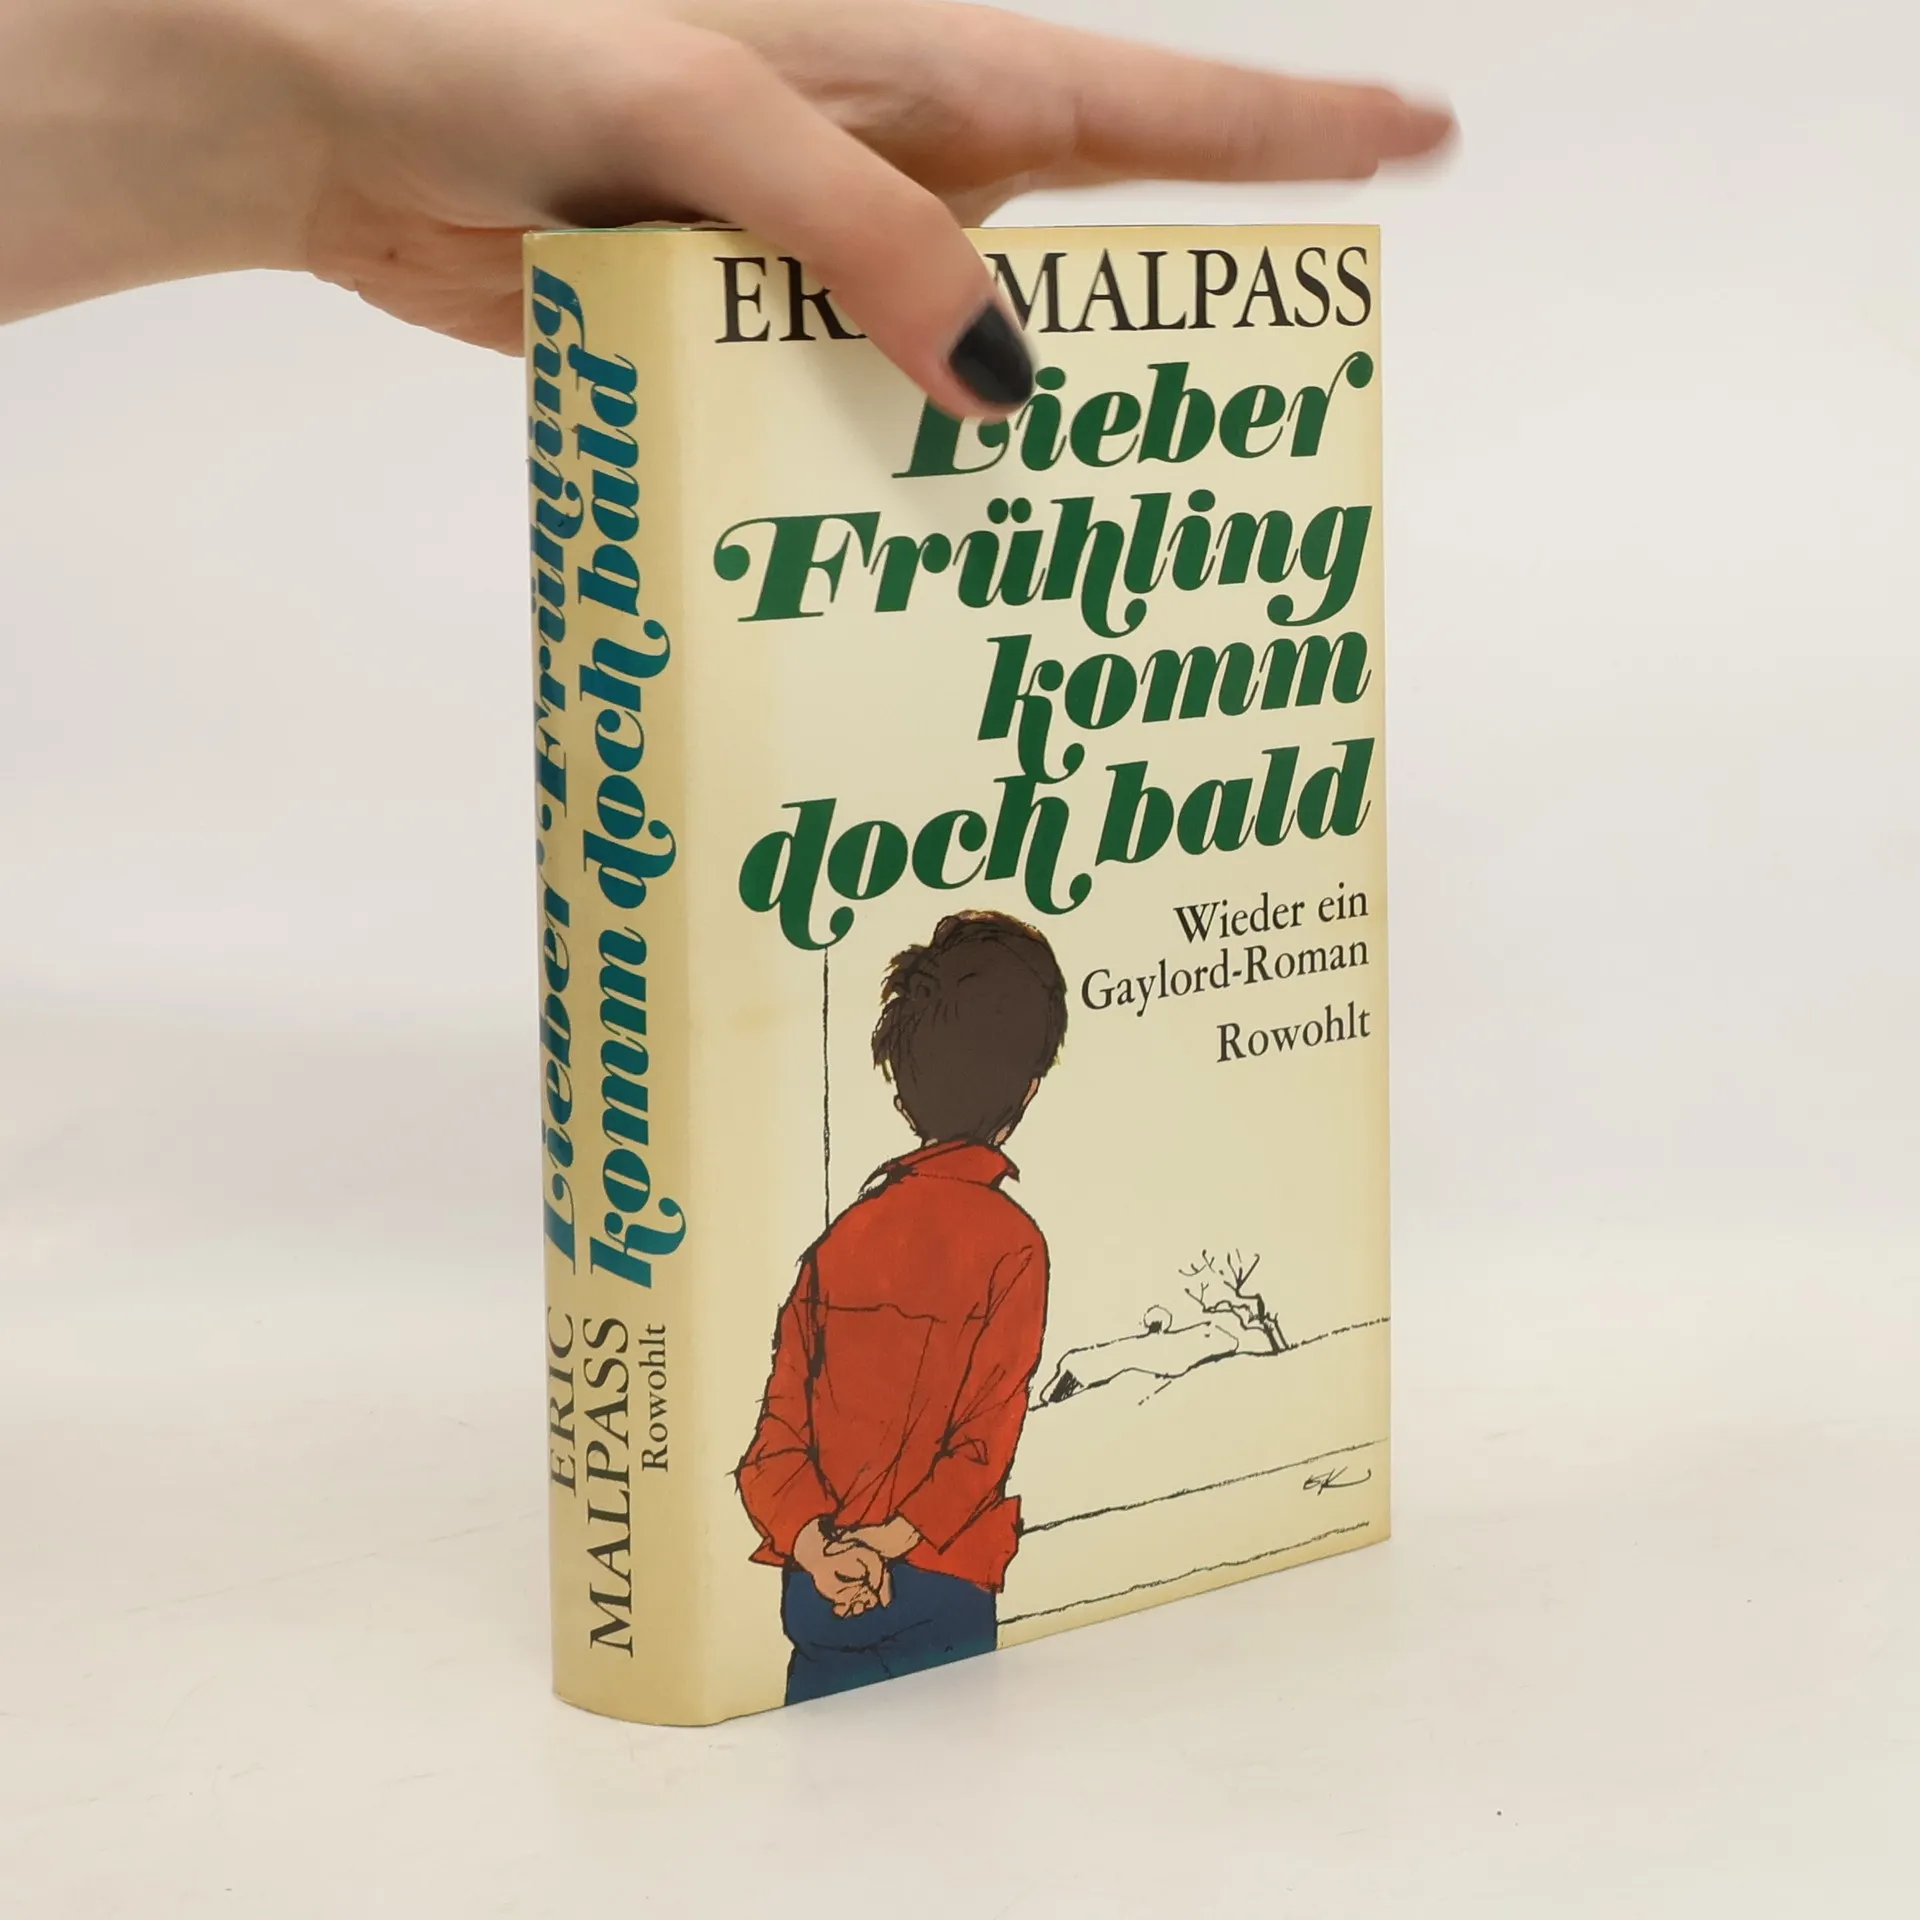 Lieber Frühling
komm doch bald
ERIC
MALPASS
Rowohlt
MALPASS
Lieber
Frühling
komm
doch bald
Wieder ein
Gaylord-Roman
Rowohlt